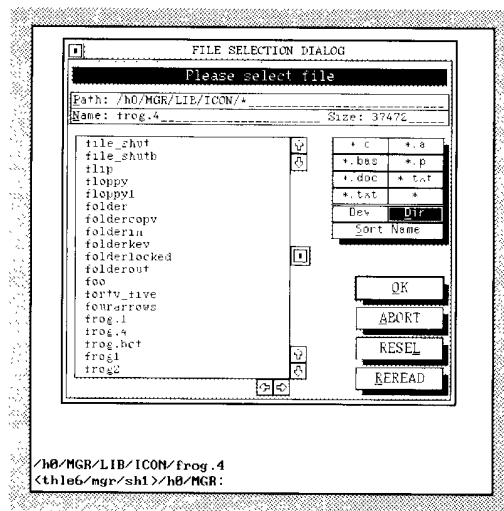 FILE SELECTION DIALOG
Please select file
Path: /h0/MGR/LIB/ICON/*
Name: frog.4 Size: 37472
file_shut
file_shutb
flip
floppy
floppy1
folder
foldercopy
folderin
folderkey
folderlocked
folderout
foo
forty_five
fourarrows
frog.1
frog.4
frog.hct
frog1
frog2
*.c *.a
*.bas *.p
*.doc *.txt
*.txt *
Dev Dir
Sort Name
OK
ABORT
RESEL
REREAD
/h0/MGR/LIB/ICON/frog.4
<thle6/mgr/sh1>/h0/MGR: